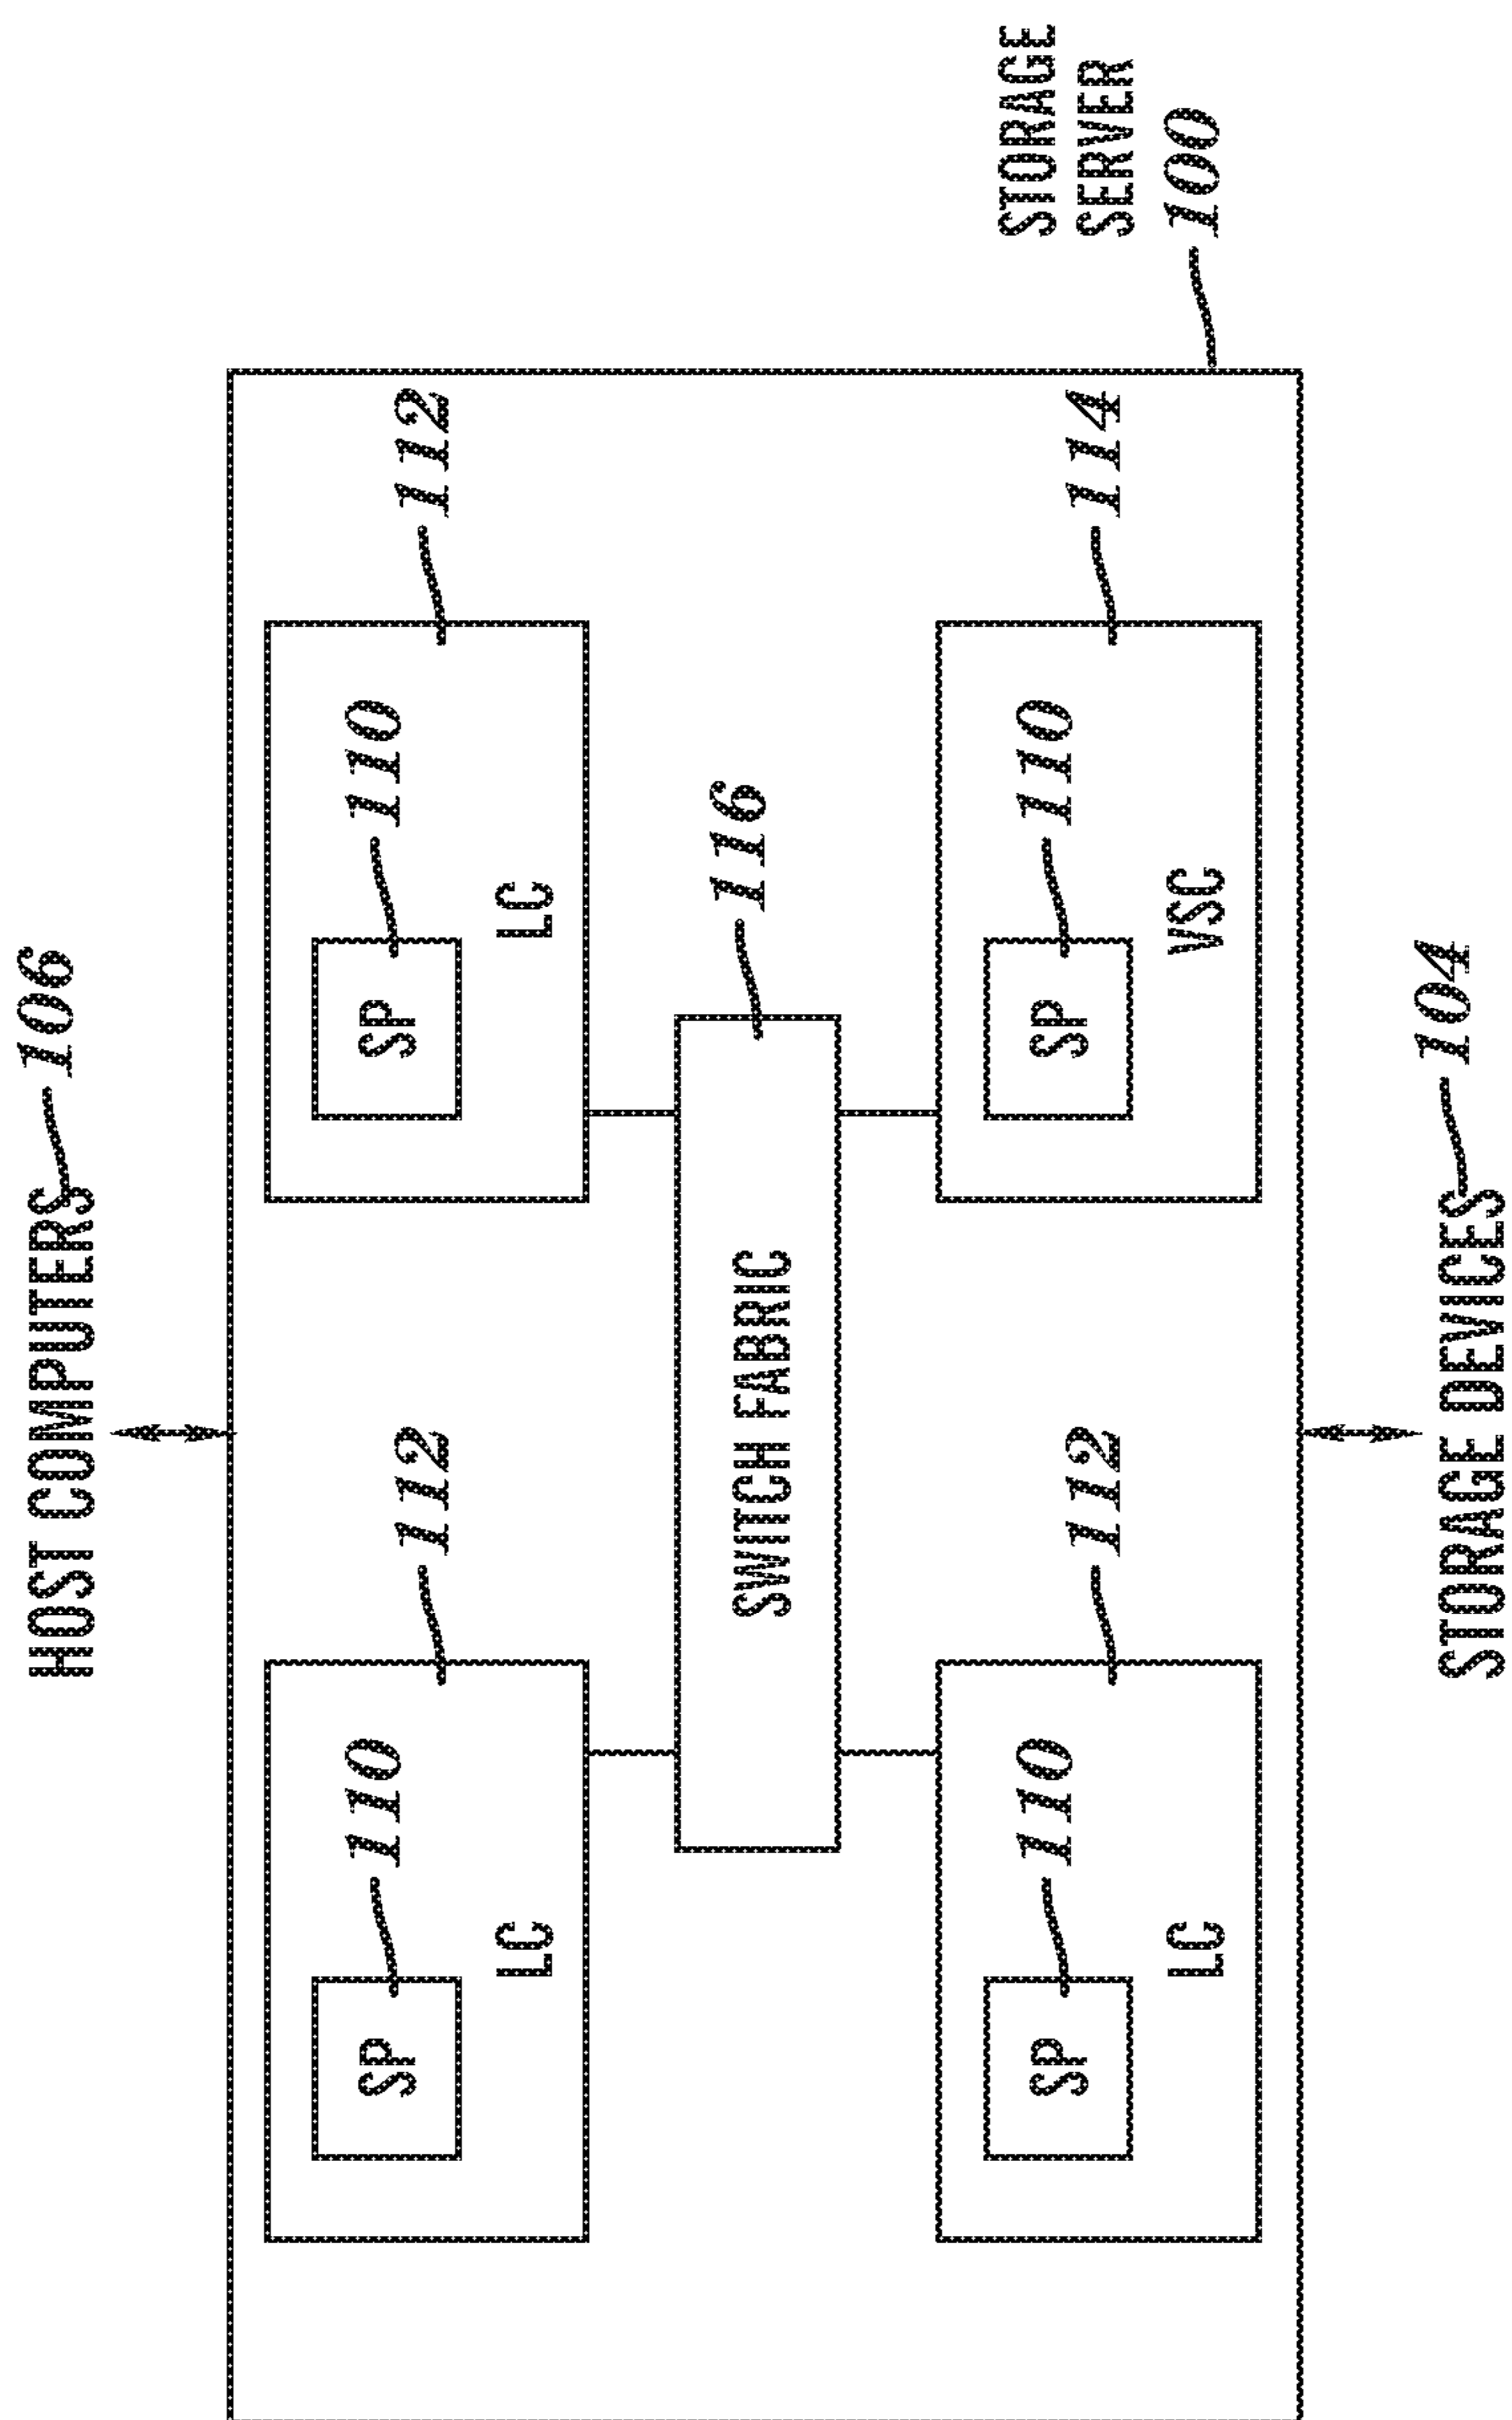 HOST COMPUTERS 106
112
112
110
110
SP
SP
LC
LC
116
SWITCH FABRIC
112
114
110
110
SP
SP
LC
VSC
STORAGE
SERVER
100
STORAGE DEVICES 104